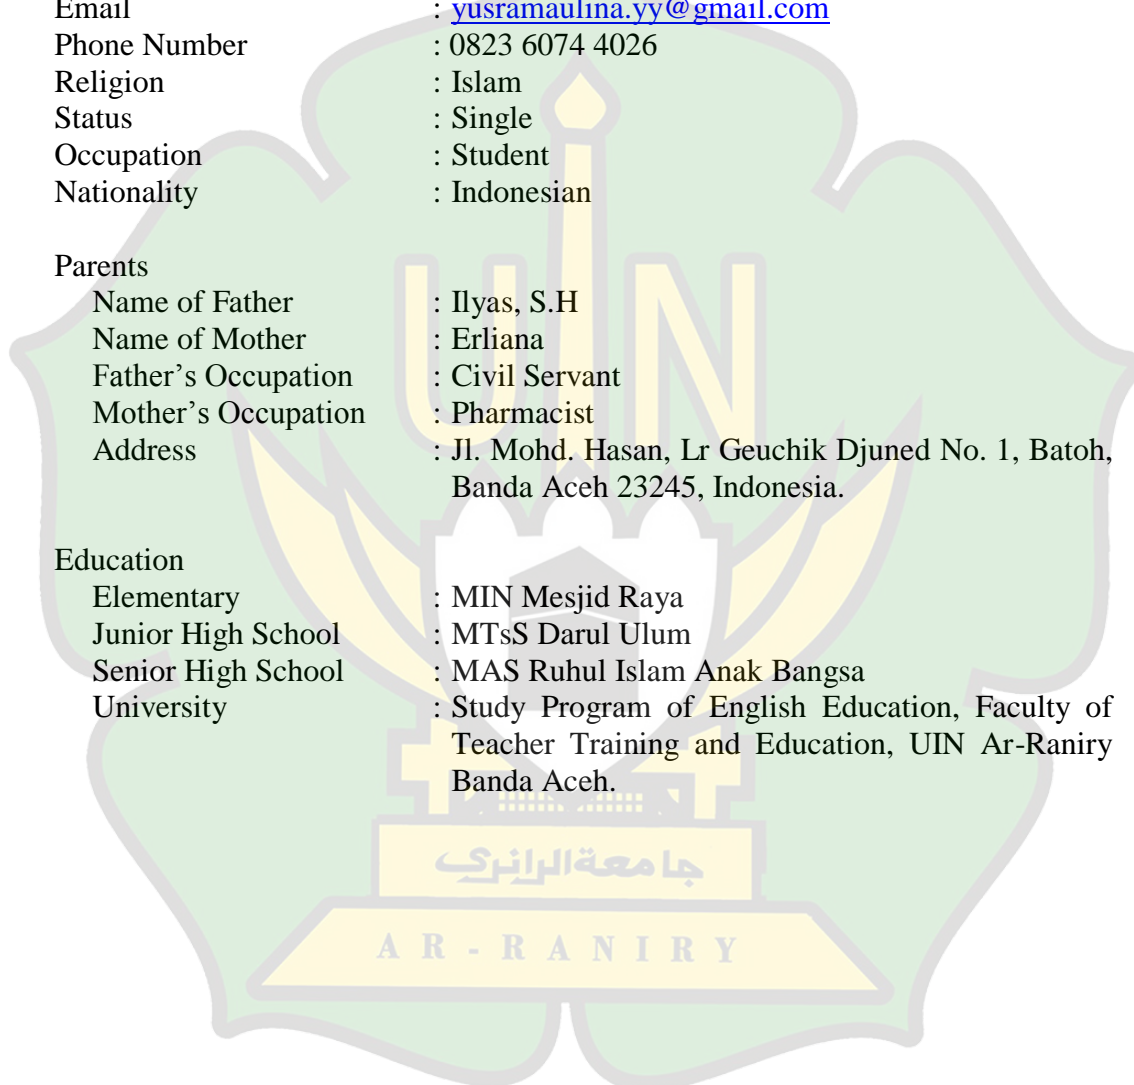 Email : yusramaulina.yy@gmail.com
Phone Number : 0823 6074 4026
Religion : Islam
Status : Single
Occupation : Student
Nationality : Indonesian
Parents
Name of Father : Ilyas, S.H
Name of Mother : Erliana
Father’s Occupation : Civil Servant
Mother’s Occupation : Pharmacist
Address : Jl. Mohd. Hasan, Lr Geuchik Djuned No. 1, Batoh,
Banda Aceh 23245, Indonesia.
Education
Elementary : MIN Mesjid Raya
Junior High School : MTsS Darul Ulum
Senior High School : MAS Ruhul Islam Anak Bangsa
University : Study Program of English Education, Faculty of
Teacher Training and Education, UIN Ar-Raniry
Banda Aceh.
UIN
جامعةالرانري
AR-RANIRY